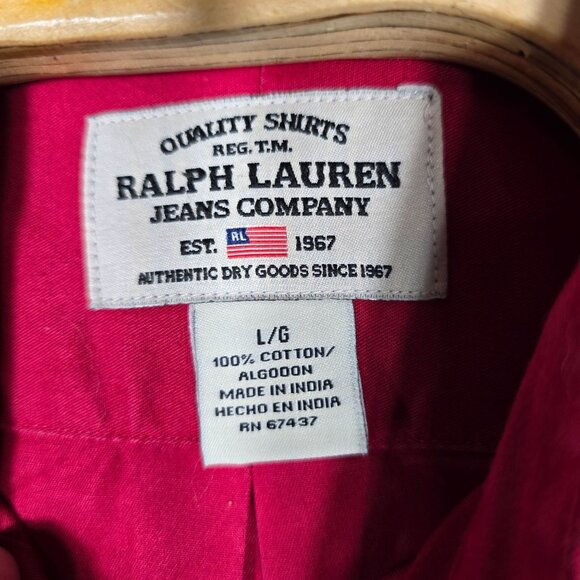 QUALITY SHIRTS
REG. T.M.
RALPH LAUREN
JEANS COMPANY
EST. RL 1967
AUTHENTIC DRY GOODS SINCE 1967
L/G
100% COTTON/
ALGODON
MADE IN INDIA
HECHO EN INDIA
RN 67437